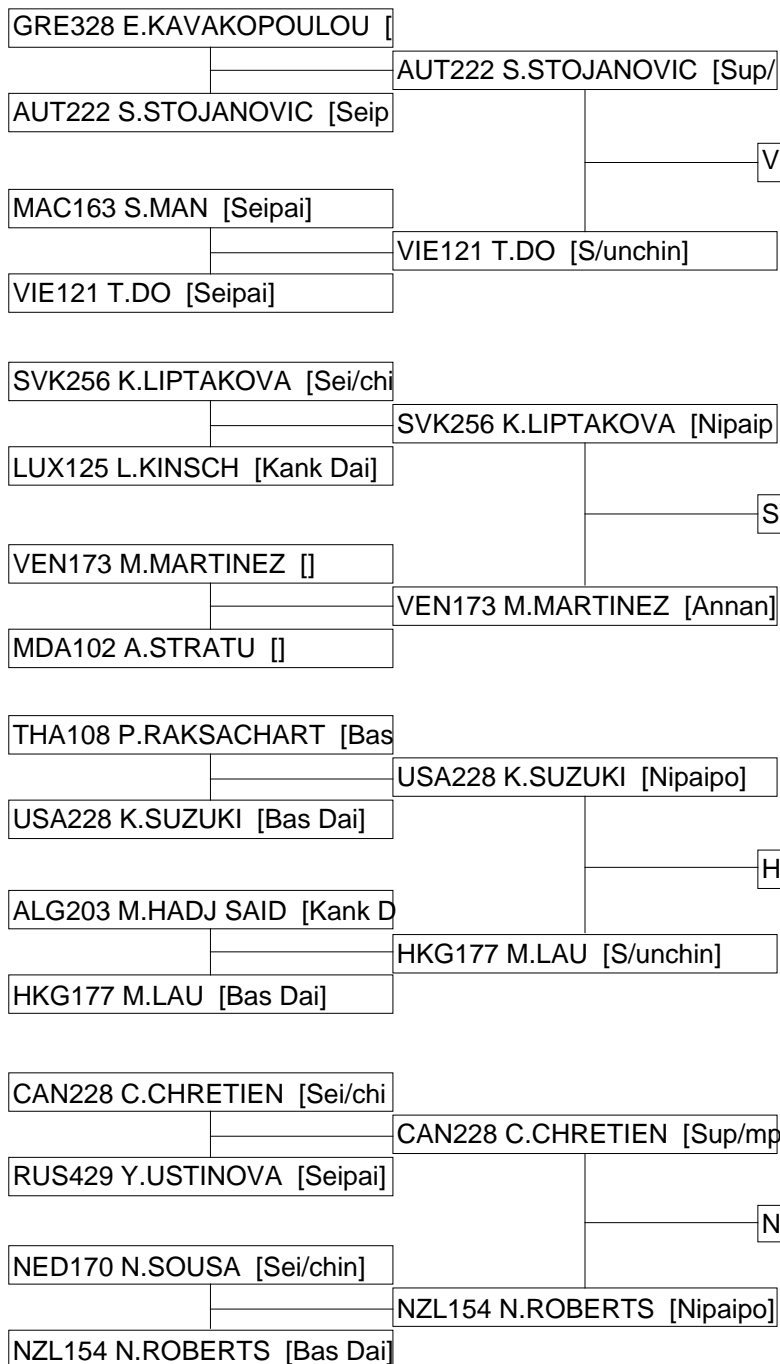 GRE328 E.KAVAKOPOULOU [
AUT222 S.STOJANOVIC [Sup/
AUT222 S.STOJANOVIC [Seip
V
MAC163 S.MAN [Seipai]
VIE121 T.DO [S/unchin]
VIE121 T.DO [Seipai]
SVK256 K.LIPTAKOVA [Sei/chi
SVK256 K.LIPTAKOVA [Nipaip
LUX125 L.KINSCH [Kank Dai]
S
VEN173 M.MARTINEZ []
VEN173 M.MARTINEZ [Annan]
MDA102 A.STRATU []
THA108 P.RAKSACHART [Bas
USA228 K.SUZUKI [Nipaipo]
USA228 K.SUZUKI [Bas Dai]
H
ALG203 M.HADJ SAID [Kank D
HKG177 M.LAU [S/unchin]
HKG177 M.LAU [Bas Dai]
CAN228 C.CHRETIEN [Sei/chi
CAN228 C.CHRETIEN [Sup/mp
RUS429 Y.USTINOVA [Seipai]
N
NED170 N.SOUSA [Sei/chin]
NZL154 N.ROBERTS [Nipaipo]
NZL154 N.ROBERTS [Bas Dai]